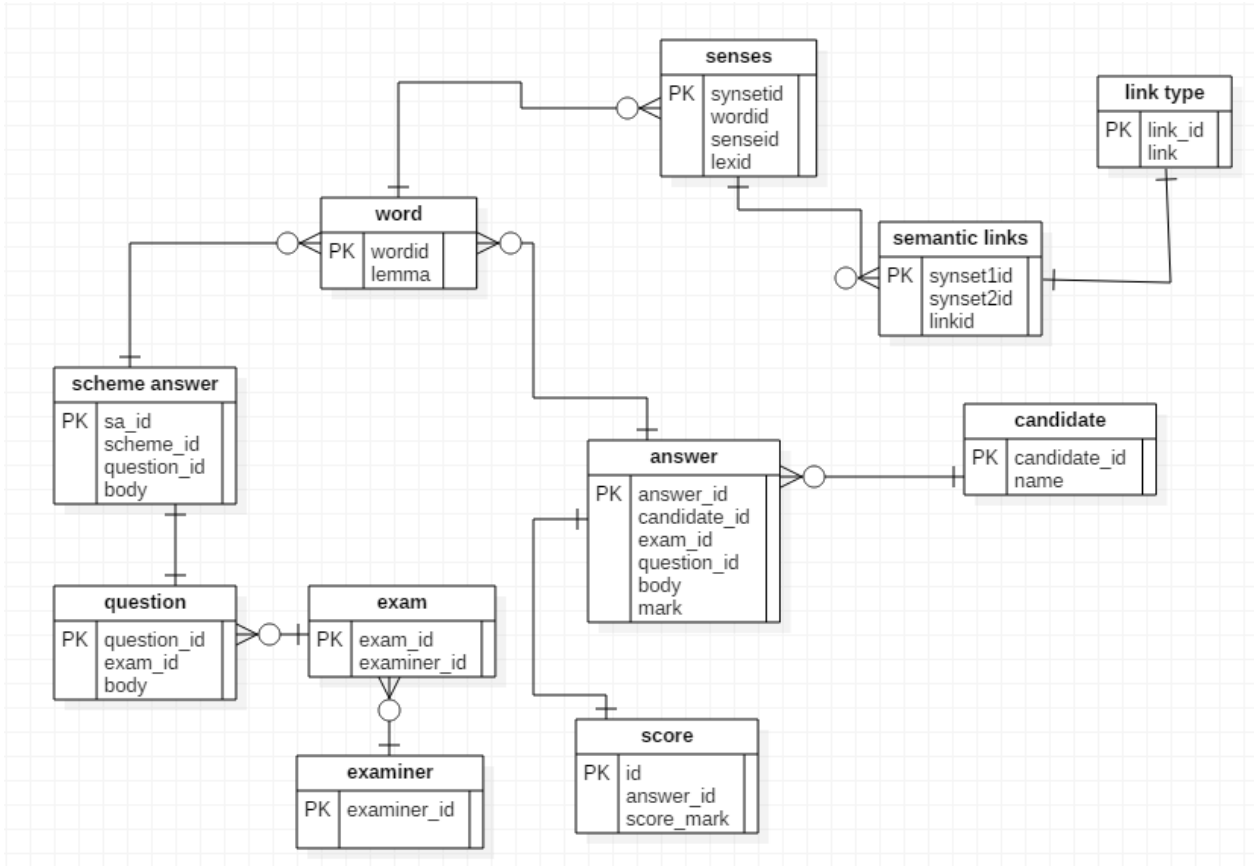 senses
PK synsetid
wordid
senseid
lexid
link type
PK link_id
link
word
PK wordid
lemma
semantic links
PK synset1id
synset2id
linkid
scheme answer
PK sa_id
scheme_id
question_id
body
candidate
PK candidate_id
name
answer
PK answer_id
candidate_id
exam_id
question_id
body
mark
question
PK question_id
exam_id
body
exam
PK exam_id
examiner_id
score
PK id
answer_id
score_mark
examiner
PK examiner_id